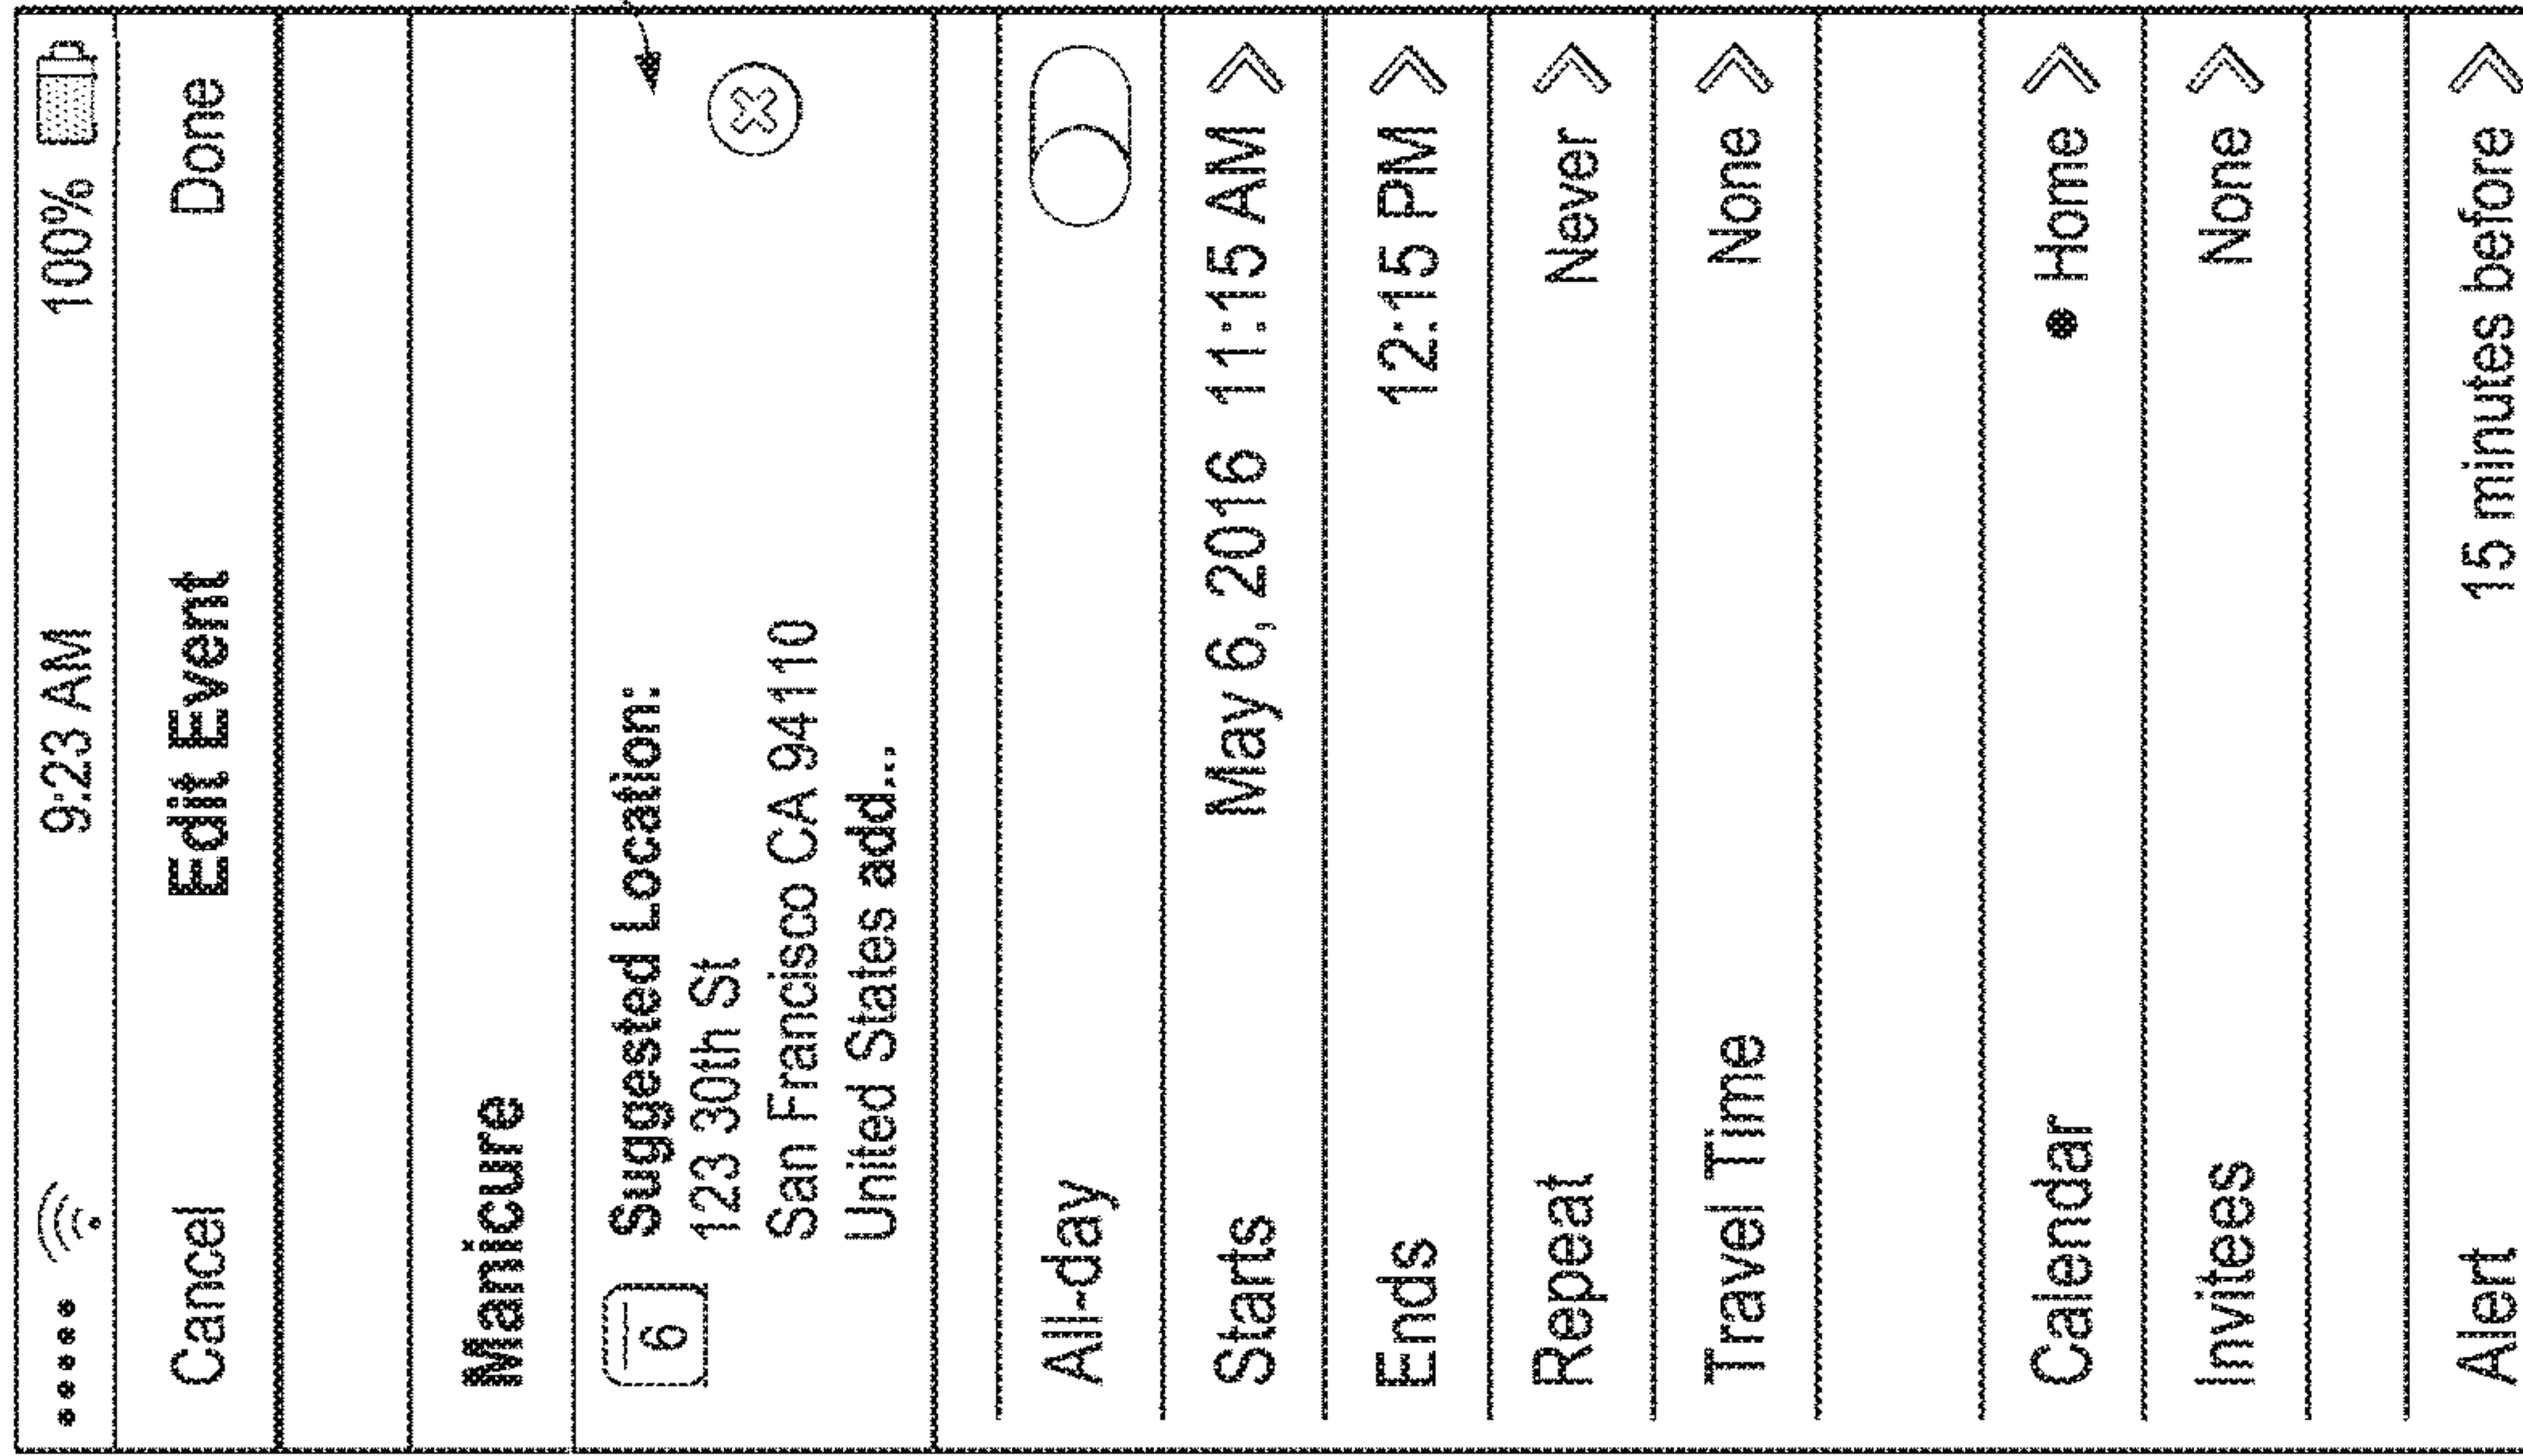 9:23 AM 100%
Cancel Edit Event Done
Manicure
6 Suggested Location:
123 30th St
San Francisco CA 94110
United States add...
All-day
Starts May 6, 2016 11:15 AM >
Ends 12:15 PM >
Repeat Never >
Travel Time None >
Calendar • Home >
Invitees None >
Alert 15 minutes before >